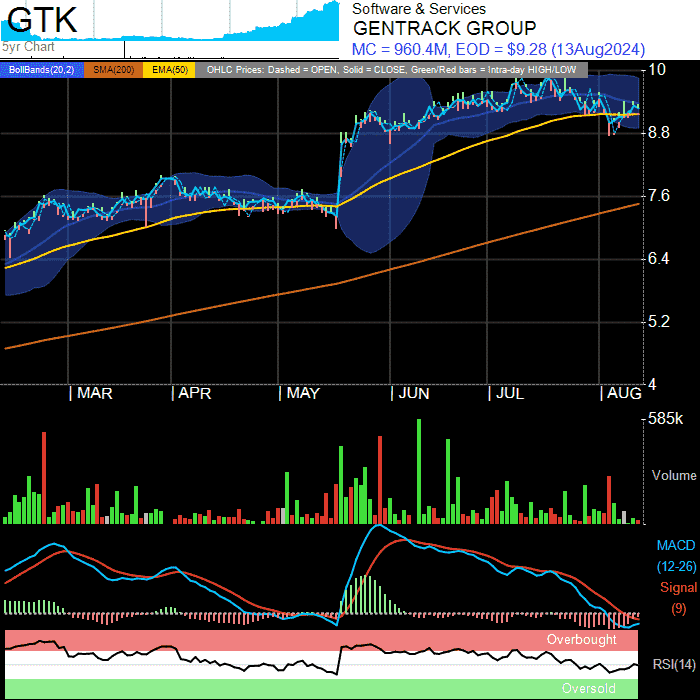 GTK
5yr Chart
Software & Services
GENTRACK GROUP
MC = 960.4M, EOD = $9.28 (13Aug2024)
BollBands(20,2) SMA(200) EMA(50) OHLC Prices: Dashed = OPEN, Solid = CLOSE, Green/Red bars = Intra-day HIGH/LOW
10
8.8
7.6
6.4
5.2
4
MAR APR MAY JUN JUL AUG
585k
Volume
MACD
(12-26)
Signal
(9)
Overbought
RSI(14)
Oversold